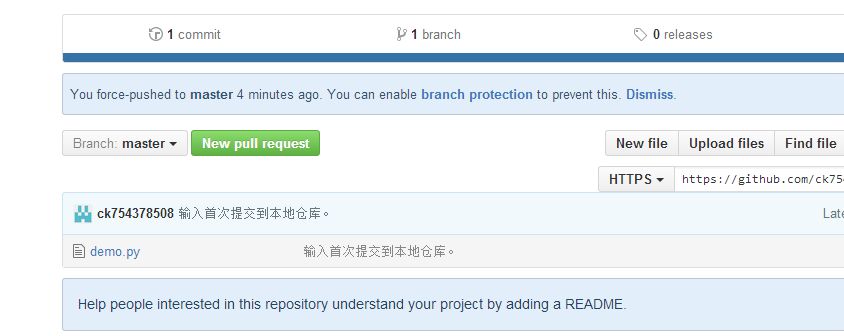 1 commit 1 branch 0 releases
You force-pushed to master 4 minutes ago. You can enable branch protection to prevent this. Dismiss.
Branch: master New pull request New file Upload files Find file
HTTPS https://github.com/ck754
ck754378508 输入首次提交到本地仓库。
demo.py 输入首次提交到本地仓库。
Help people interested in this repository understand your project by adding a README.